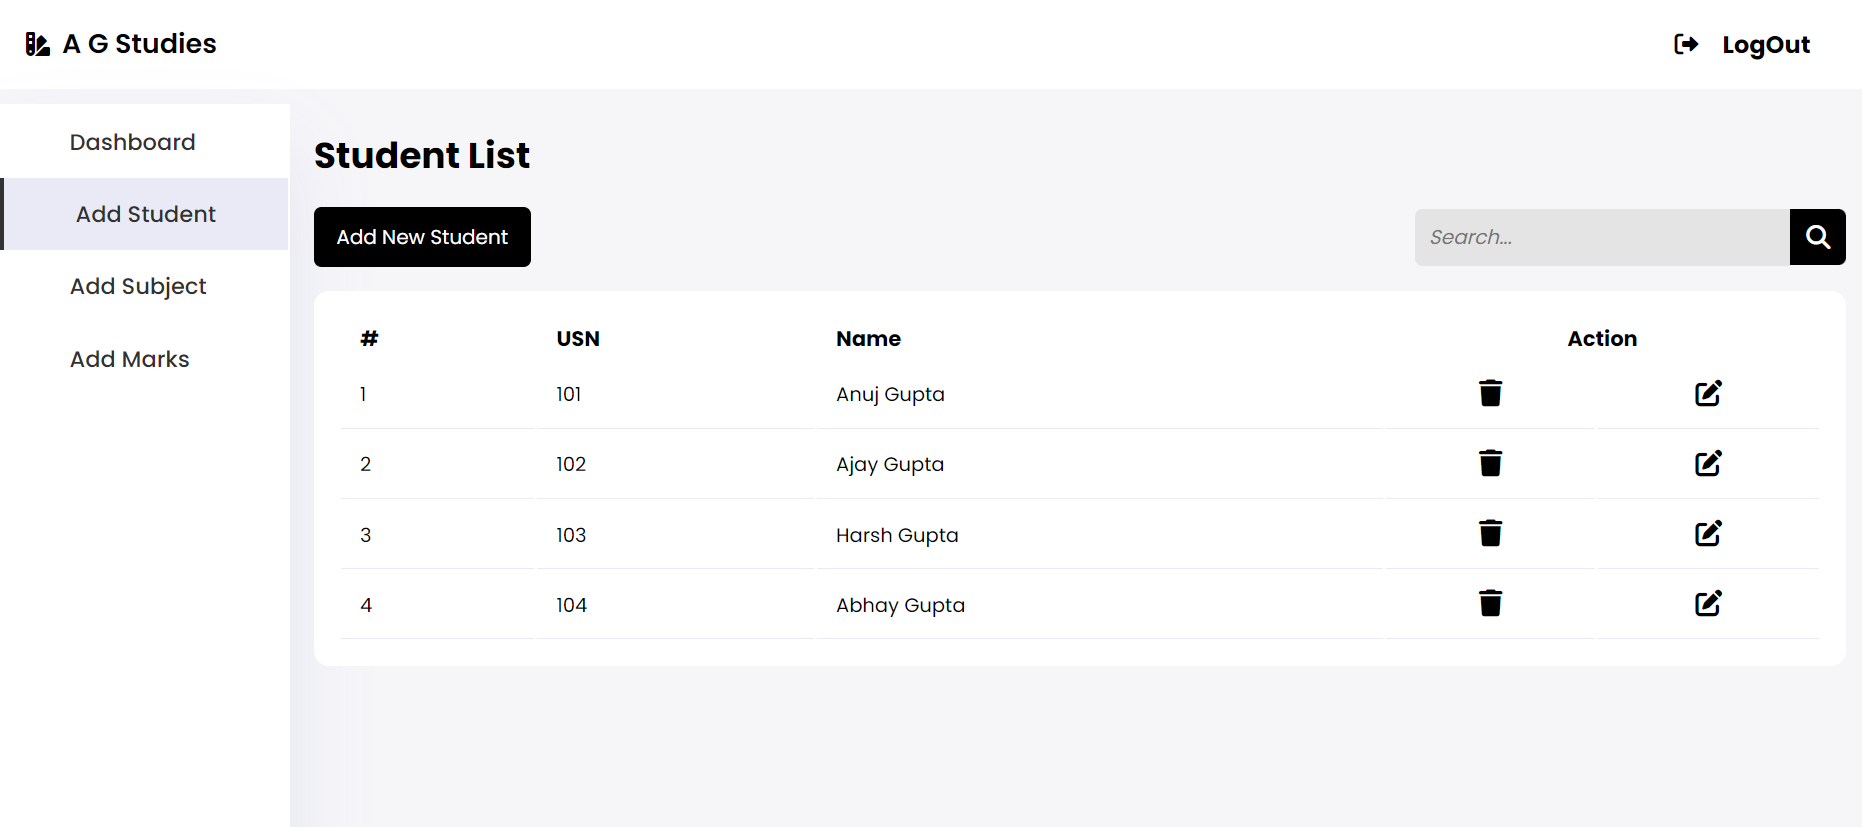 A G Studies
LogOut
Dashboard
Add Student
Add Subject
Add Marks
Student List
Add New Student
Search...
# USN Name Action
1 101 Anuj Gupta
2 102 Ajay Gupta
3 103 Harsh Gupta
4 104 Abhay Gupta